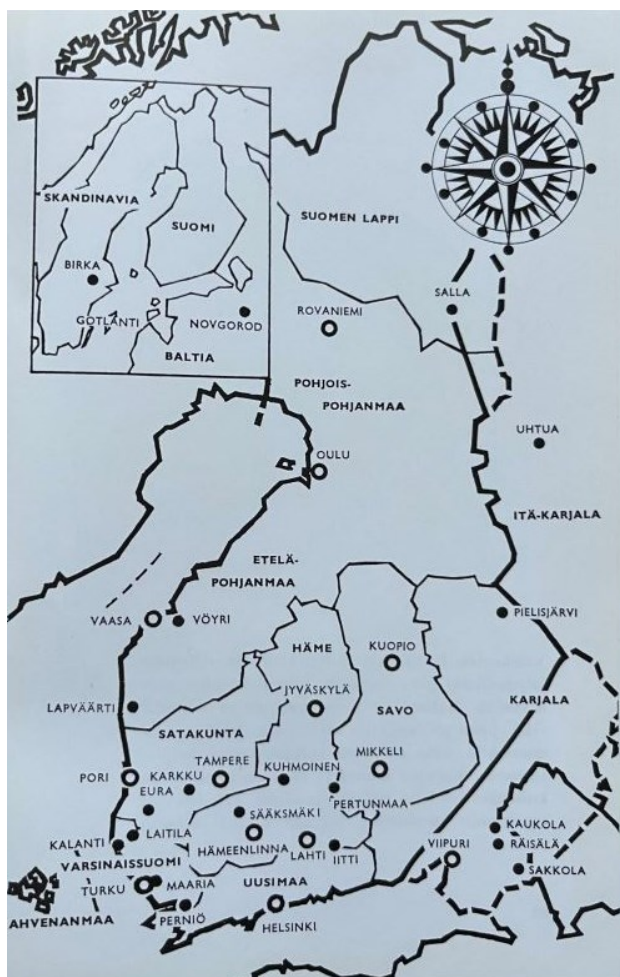 SKANDINAVIA
SUOMI
BIRKA
GOTLANTI
NOVGOROD
BALTIA
SUOMEN LAPPI
SALLA
ROVANIEMI
POHJOIS-
POHJANMAA
UHTUA
OULU
ITÄ-KARJALA
ETELÄ-
POHJANMAA
VAASA
VÖYRI
PIELISJÄRVI
HÄME
KUOPIO
JYVÄSKYLÄ
KARJALA
LAPVÄÄRTI
SAVO
SATAKUNTA
MIKKELI
TAMPERE
KUHMOINEN
PORI
KARKKU
EURA
PERTUNMAA
SÄÄKSMÄKI
KAUKOLA
LAITILA
KALANTI
HÄMEENLINNA
LAHTI
IITTI
VIIPURI
RÄISÄLÄ
VARSINAISSUOMI
SAKKOLA
TURKU
MAARIA
UUSIMAA
AHVENANMAA
PERNIÖ
HELSINKI